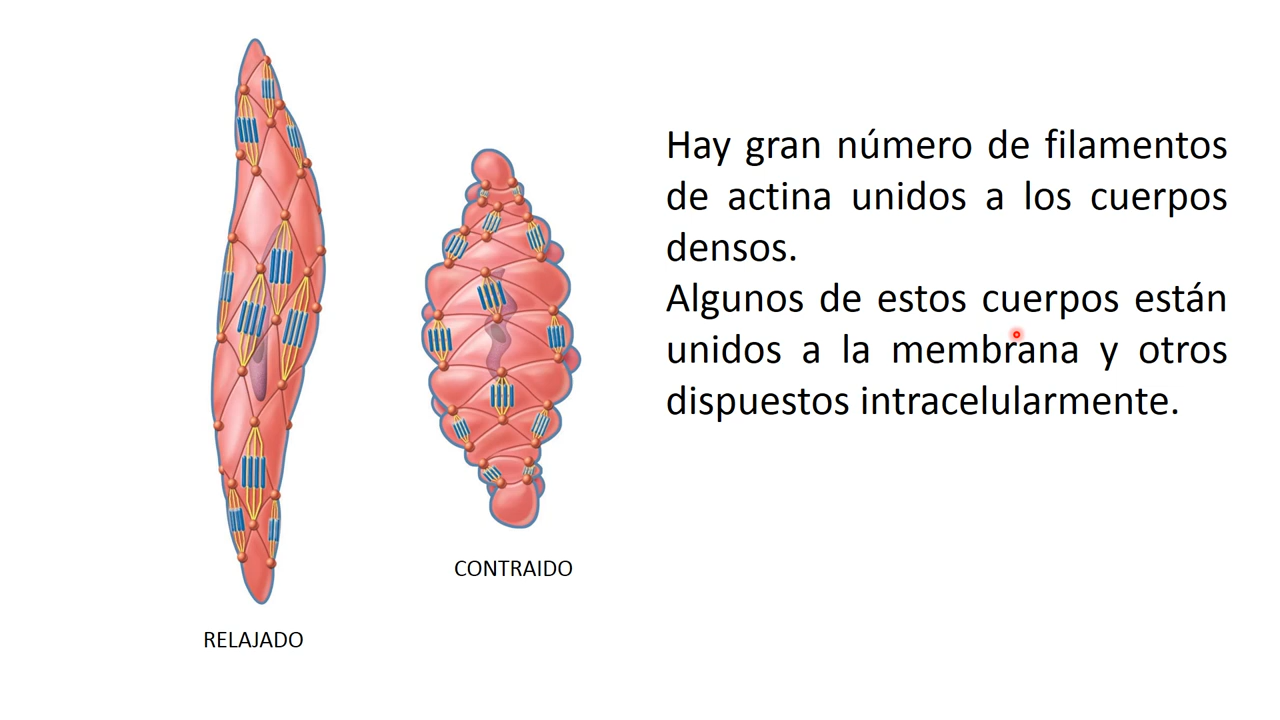 Hay gran número de filamentos
de actina unidos a los cuerpos
densos.
Algunos de estos cuerpos están
unidos a la membrana y otros
dispuestos intracelularmente.
CONTRAIDO
RELAJADO